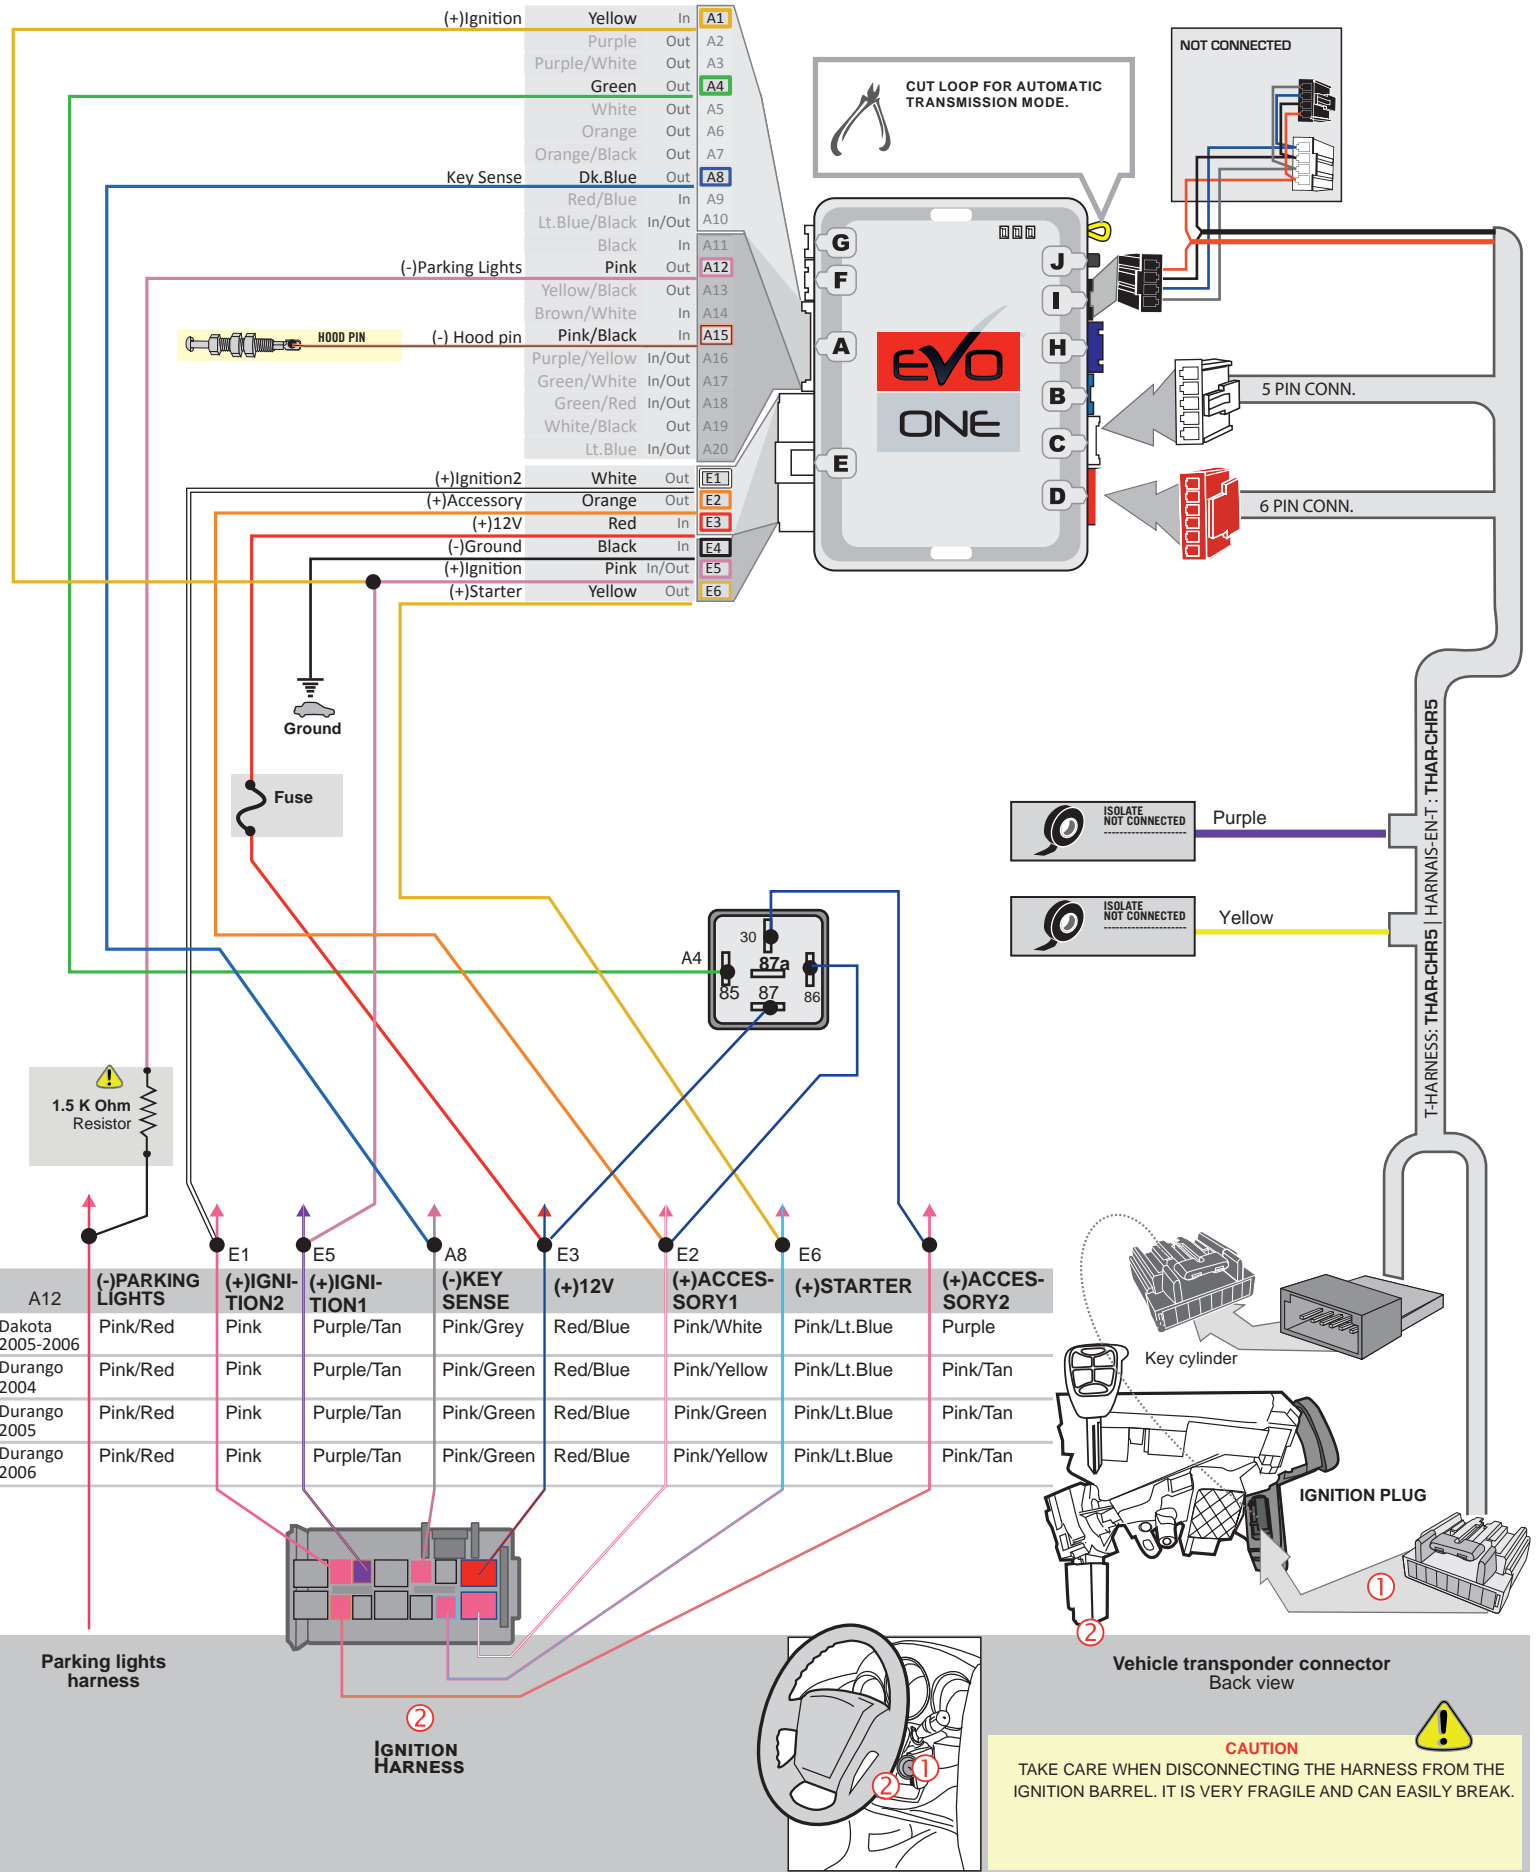 (+)Ignition Yellow In A1
Purple Out A2
Purple/White Out A3
Green Out A4
White Out A5
Orange Out A6
Orange/Black Out A7
Key Sense Dk.Blue Out A8
Red/Blue In A9
Lt.Blue/Black In/Out A10
Black In A11
(-)Parking Lights Pink Out A12
Yellow/Black Out A13
Brown/White In A14
HOOD PIN (-) Hood pin Pink/Black In A15
Purple/Yellow In/Out A16
Green/White In/Out A17
Green/Red In/Out A18
White/Black Out A19
Lt.Blue In/Out A20
(+)Ignition2 White Out E1
(+)Accessory Orange Out E2
(+)12V Red In E3
(-)Ground Black In E4
(+)Ignition Pink In/Out E5
(+)Starter Yellow Out E6
CUT LOOP FOR AUTOMATIC
TRANSMISSION MODE.
NOT CONNECTED
G
F
A
E
J
I
H
B
C
D
EVO
ONE
5 PIN CONN.
6 PIN CONN.
Ground
Fuse
ISOLATE
NOT CONNECTED
Purple
ISOLATE
NOT CONNECTED
Yellow
T-HARNESS: THAR-CHR5 | HARNAIS-EN-T : THAR-CHR5
A4
30
87a
85
87
86
1.5 K Ohm
Resistor
E1 E5 A8 E3 E2 E6
A12
(-)PARKING
LIGHTS
(+)IGNI-
TION2
(+)IGNI-
TION1
(-)KEY
SENSE
(+)12V
(+)ACCES-
SORY1
(+)STARTER
(+)ACCES-
SORY2
Dakota
2005-2006
Pink/Red Pink Purple/Tan Pink/Grey Red/Blue Pink/White Pink/Lt.Blue Purple
Durango
2004
Pink/Red Pink Purple/Tan Pink/Green Red/Blue Pink/Yellow Pink/Lt.Blue Pink/Tan
Durango
2005
Pink/Red Pink Purple/Tan Pink/Green Red/Blue Pink/Green Pink/Lt.Blue Pink/Tan
Durango
2006
Pink/Red Pink Purple/Tan Pink/Green Red/Blue Pink/Yellow Pink/Lt.Blue Pink/Tan
Key cylinder
IGNITION PLUG
1
2
Parking lights
harness
2
IGNITION
HARNESS
1
2
Vehicle transponder connector
Back view
CAUTION
TAKE CARE WHEN DISCONNECTING THE HARNESS FROM THE
IGNITION BARREL. IT IS VERY FRAGILE AND CAN EASILY BREAK.